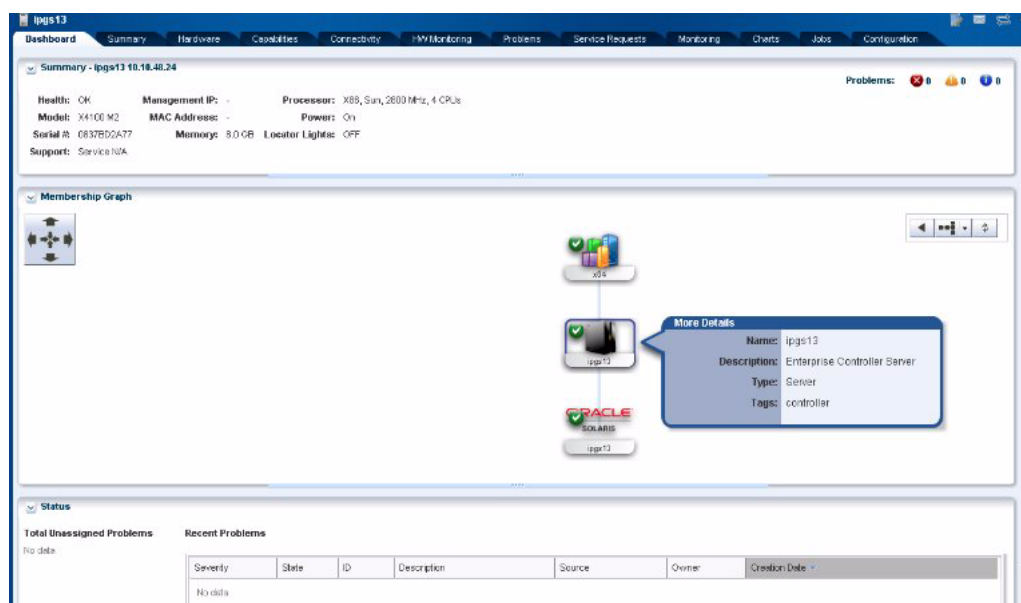 ipgs13
Dashboard Summary Hardware Capabilities Connectivity HW Monitoring Problems Service Requests Monitoring Charts Jobs Configuration
Summary - ipgs13 10.10.48.24
Problems: 0 0 0
Health: OK Management IP: - Processor: X86, Sun, 2600 MHz, 4 CPUs
Model: X4100 M2 MAC Address: - Power: On
Serial #: 0837BD2A77 Memory: 8.0 GB Locator Lights: OFF
Support: Service N/A
Membership Graph
x64
More Details
Name: ipgs13
ipgs13
Description: Enterprise Controller Server
Type: Server
Tags: controller
ORACLE
SOLARIS
ipgs13
Status
Total Unassigned Problems Recent Problems
No data
Severity State ID Description Source Owner Creation Date
No data